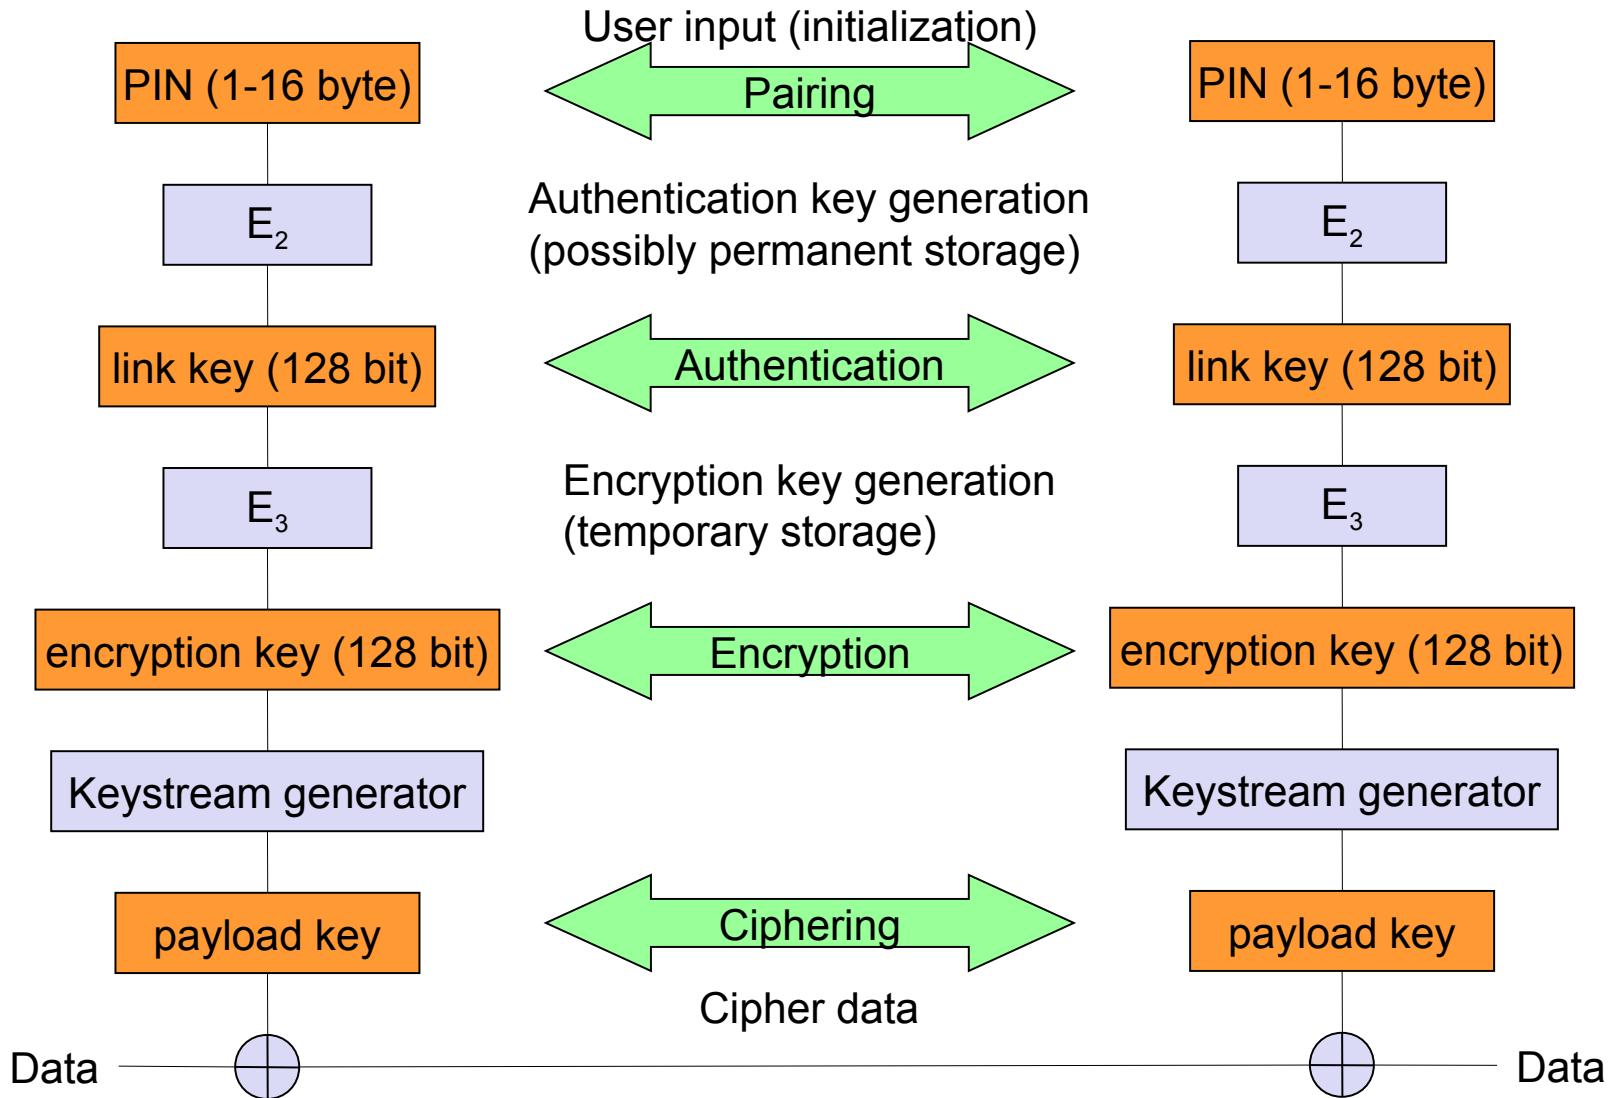 User input (initialization)
PIN (1-16 byte)
Pairing
PIN (1-16 byte)
E₂
Authentication key generation
(possibly permanent storage)
E₂
link key (128 bit)
Authentication
link key (128 bit)
E₃
Encryption key generation
(temporary storage)
E₃
encryption key (128 bit)
Encryption
encryption key (128 bit)
Keystream generator
Keystream generator
payload key
Ciphering
payload key
Cipher data
Data
Data